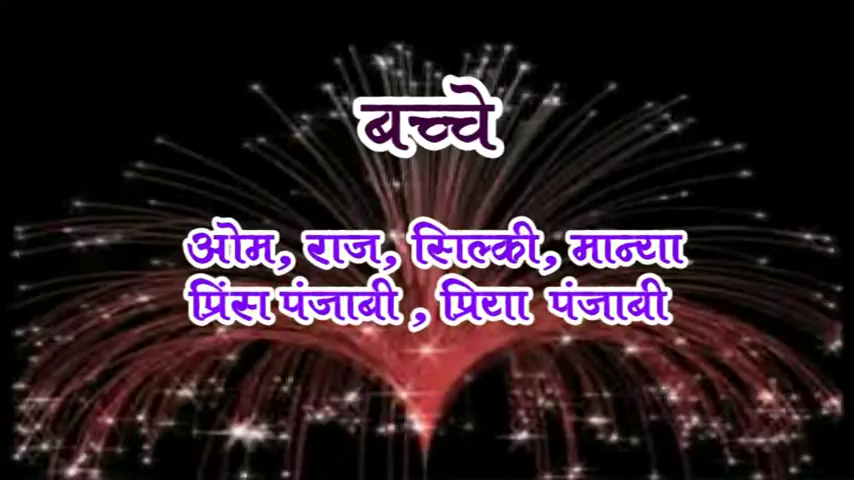 बच्चे
ओम, राज, सिल्की, मान्या
प्रिंस पंजाबी , प्रिया पंजाबी